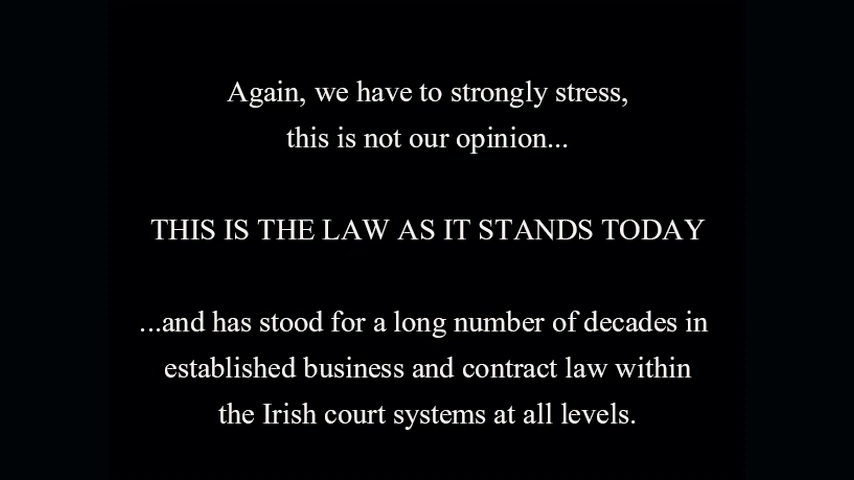 Again, we have to strongly stress,
this is not our opinion...
THIS IS THE LAW AS IT STANDS TODAY
...and has stood for a long number of decades in
established business and contract law within
the Irish court systems at all levels.